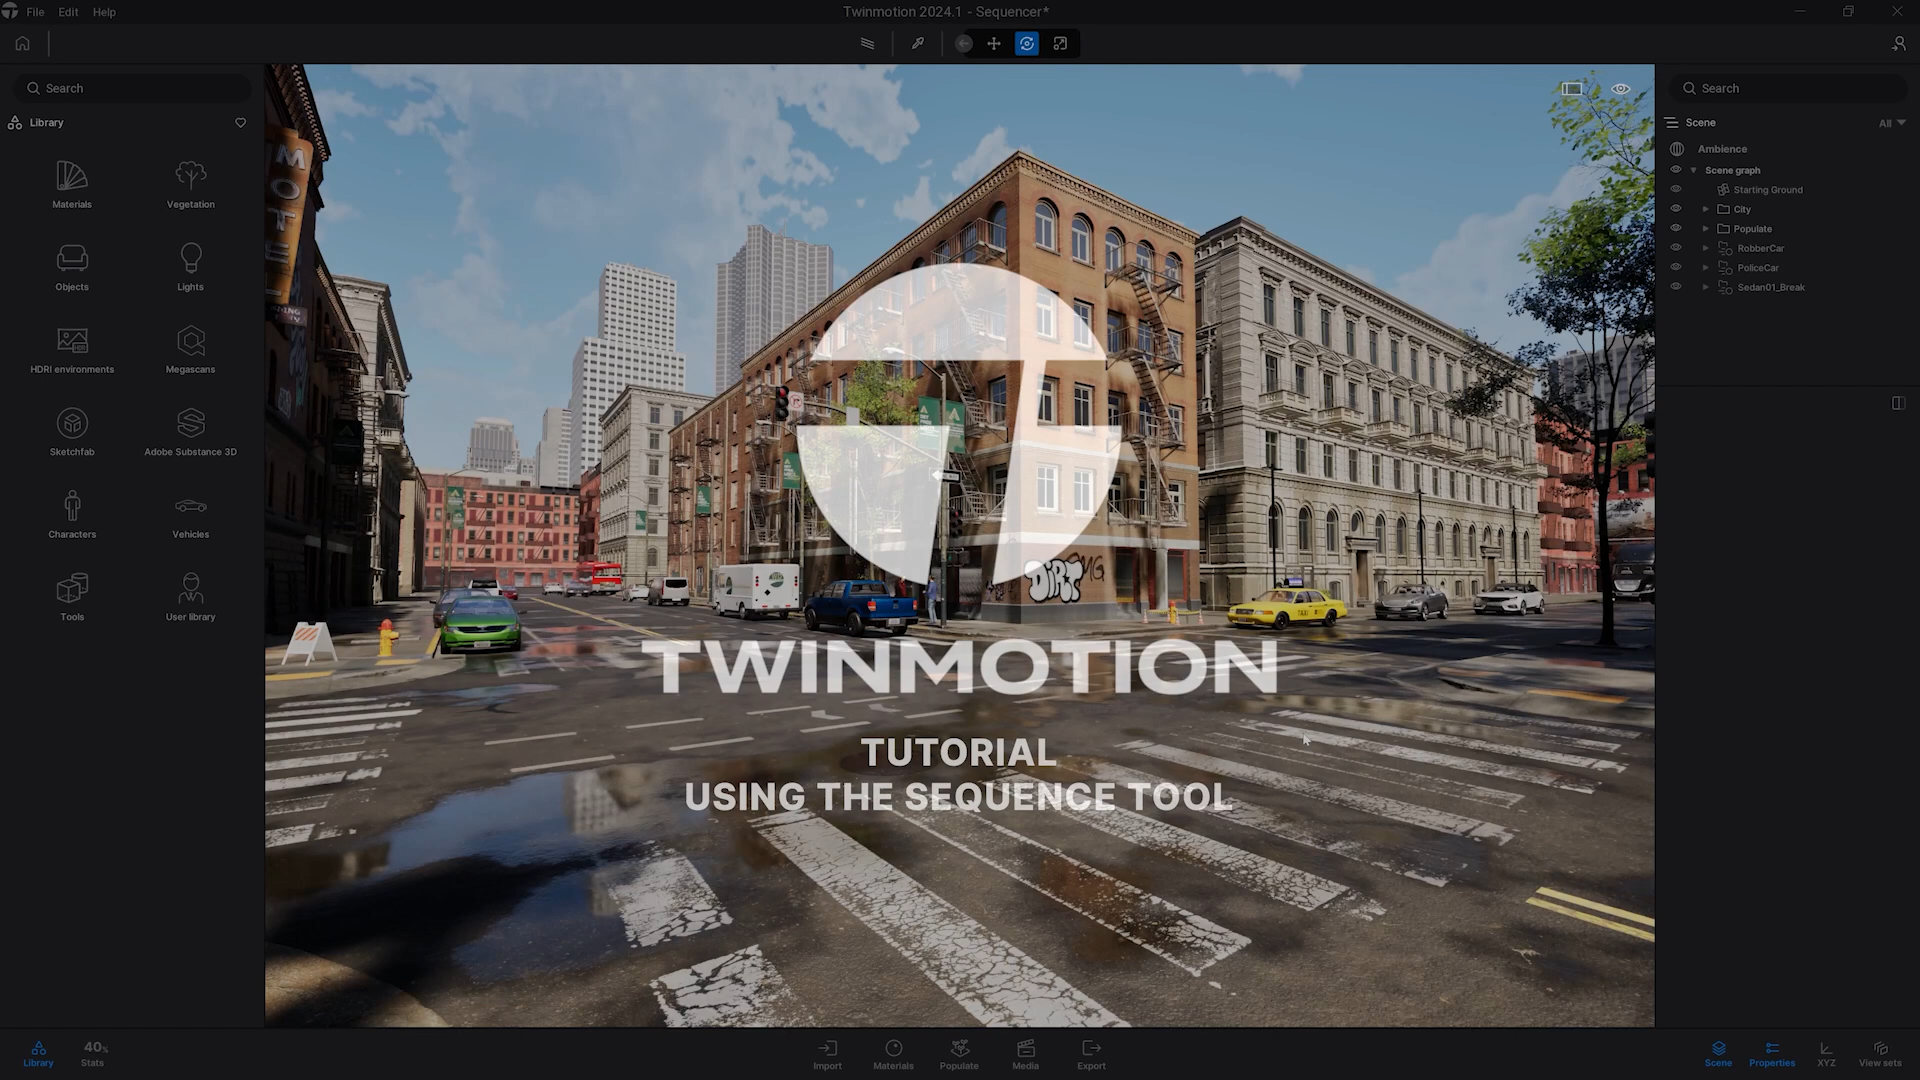 File Edit Help
Twinmotion 2024.1 - Sequencer*
Search
Library
Materials
Vegetation
Objects
Lights
HDRI environments
Megascans
Sketchfab
Adobe Substance 3D
Characters
Vehicles
Tools
User library
MOTEL
DIRT
TAXI
TWINMOTION
TUTORIAL
USING THE SEQUENCE TOOL
Search
Scene
All
Ambience
Scene graph
Starting Ground
City
Populate
RobberCar
PoliceCar
Sedan01_Break
Library
40%
Stats
Import
Materials
Populate
Media
Export
Scene
Properties
XYZ
View sets